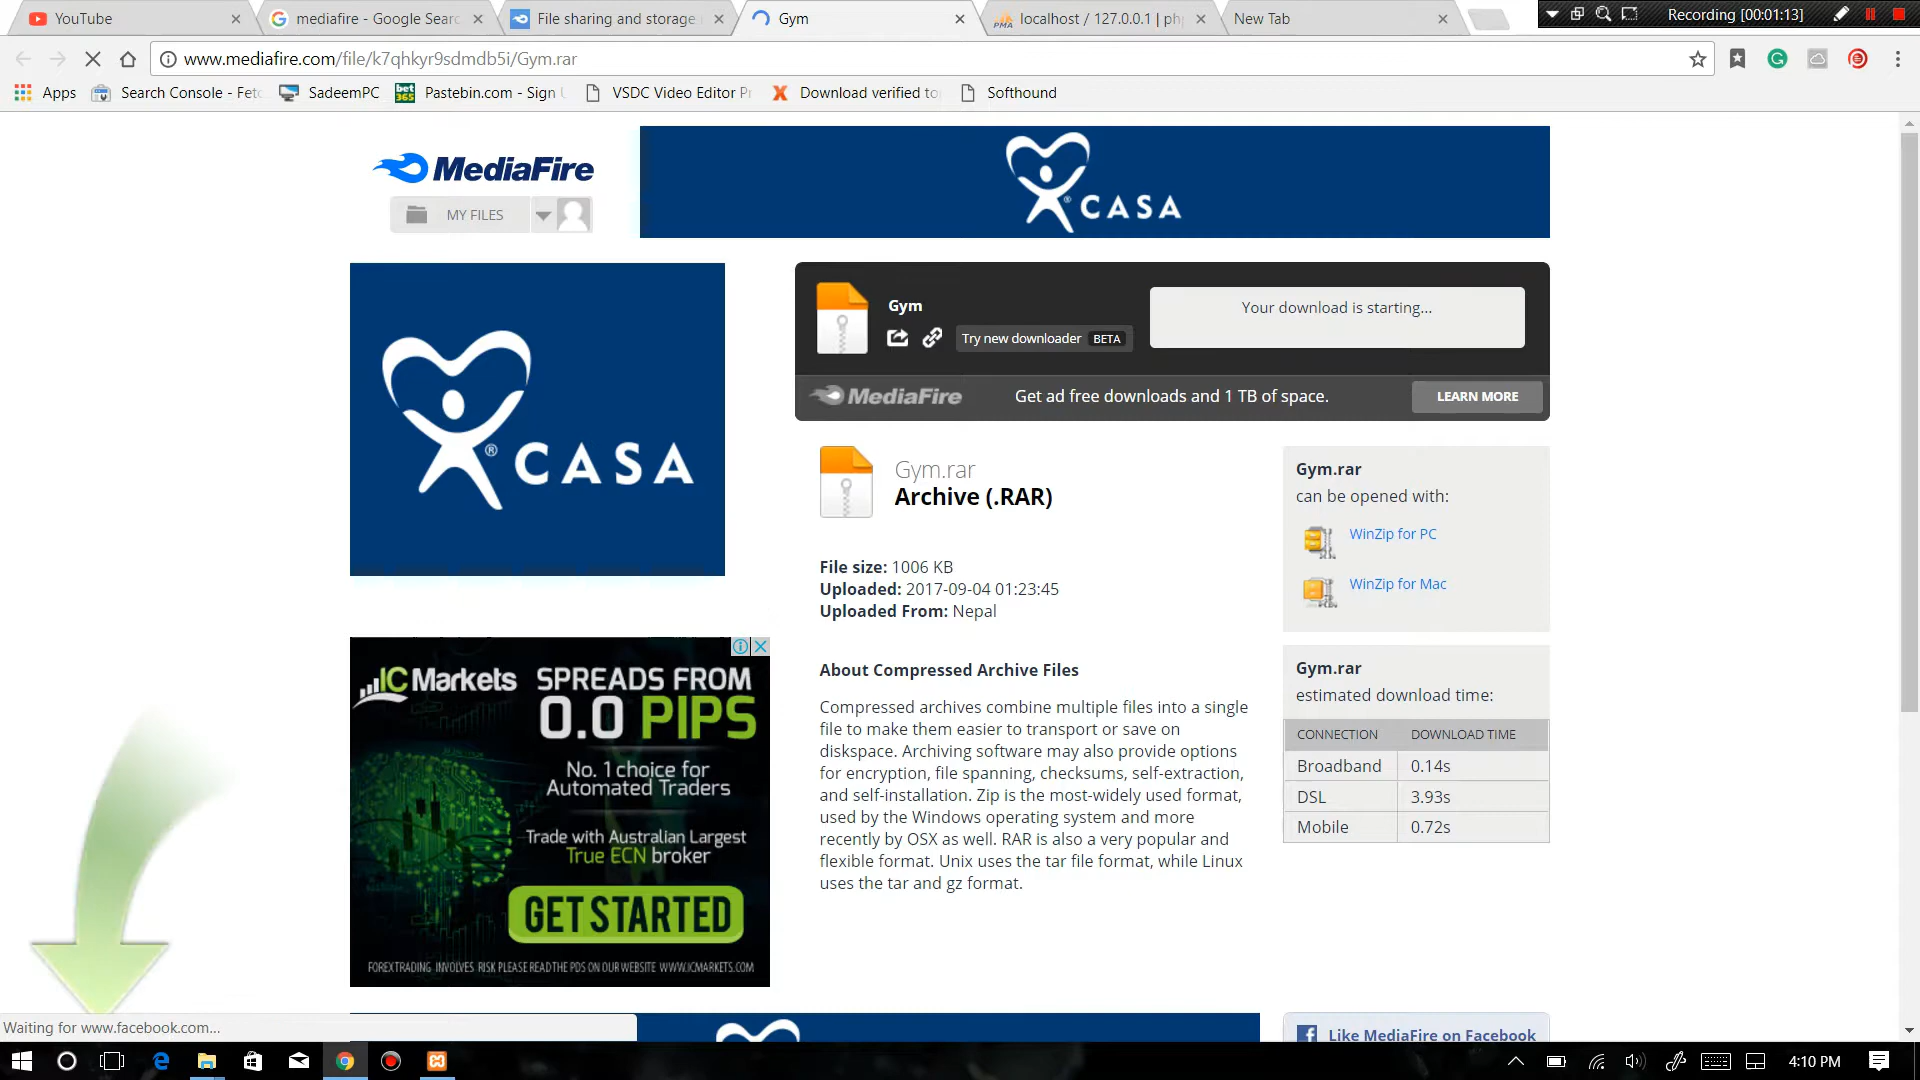 YouTube
mediafire - Google Searc
File sharing and storage
Gym
localhost / 127.0.0.1 | ph
New Tab
Recording [00:01:13]
www.mediafire.com/file/k7qhkyr9sdmdb5i/Gym.rar
Apps
Search Console - Fetc
SadeemPC
bet365
Pastebin.com - Sign U
VSDC Video Editor Pr
Download verified to
Softhound
MediaFire
MY FILES
CASA
® CASA
Gym
Try new downloader BETA
Your download is starting...
MediaFire
Get ad free downloads and 1 TB of space.
LEARN MORE
Gym.rar
Archive (.RAR)
File size: 1006 KB
Uploaded: 2017-09-04 01:23:45
Uploaded From: Nepal
About Compressed Archive Files
Compressed archives combine multiple files into a single
file to make them easier to transport or save on
diskspace. Archiving software may also provide options
for encryption, file spanning, checksums, self-extraction,
and self-installation. Zip is the most-widely used format,
used by the Windows operating system and more
recently by OSX as well. RAR is also a very popular and
flexible format. Unix uses the tar file format, while Linux
uses the tar and gz format.
Gym.rar
can be opened with:
WinZip for PC
WinZip for Mac
Gym.rar
estimated download time:
CONNECTION DOWNLOAD TIME
Broadband 0.14s
DSL 3.93s
Mobile 0.72s
IC Markets
SPREADS FROM
0.0 PIPS
No. 1 choice for
Automated Traders
Trade with Australian Largest
True ECN broker
GET STARTED
FOREX TRADING INVOLVES RISK PLEASE READ THE PDS ON OUR WEBSITE WWW.ICMARKETS.COM
Like MediaFire on Facebook
Waiting for www.facebook.com...
4:10 PM